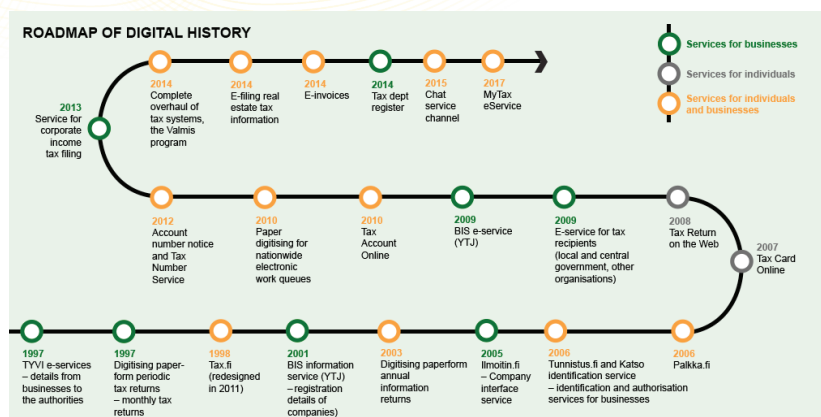 ROADMAP OF DIGITAL HISTORY
Services for businesses
Services for individuals
Services for individuals
and businesses
2013
Service for
corporate
income
tax filing
2014
Complete
overhaul of
tax systems,
the Valmis
program
2014
E-filing real
estate tax
information
2014
E-invoices
2014
Tax dept
register
2015
Chat
service
channel
2017
MyTax
eService
2012
Account
number notice
and Tax
Number
Service
2010
Paper
digitising for
nationwide
electronic
work queues
2010
Tax
Account
Online
2009
BIS e-service
(YTJ)
2009
E-service for tax
recipients
(local and central
government, other
organisations)
2008
Tax Return
on the Web
2007
Tax Card
Online
1997
TYVI e-services
– details from
businesses to
the authorities
1997
Digitising paper-
form periodic
tax returns
– monthly tax
returns
1998
Tax.fi
(redesigned
in 2011)
2001
BIS information
service (YTJ)
–registration
details of
companies)
2003
Digitising paperform
annual
information
returns
2005
Ilmoitin.fi
– Company
interface
service
2006
Tunnistus.fi and Katso
identification service
– identification and authorisation
services for businesses
2006
Palkka.fi